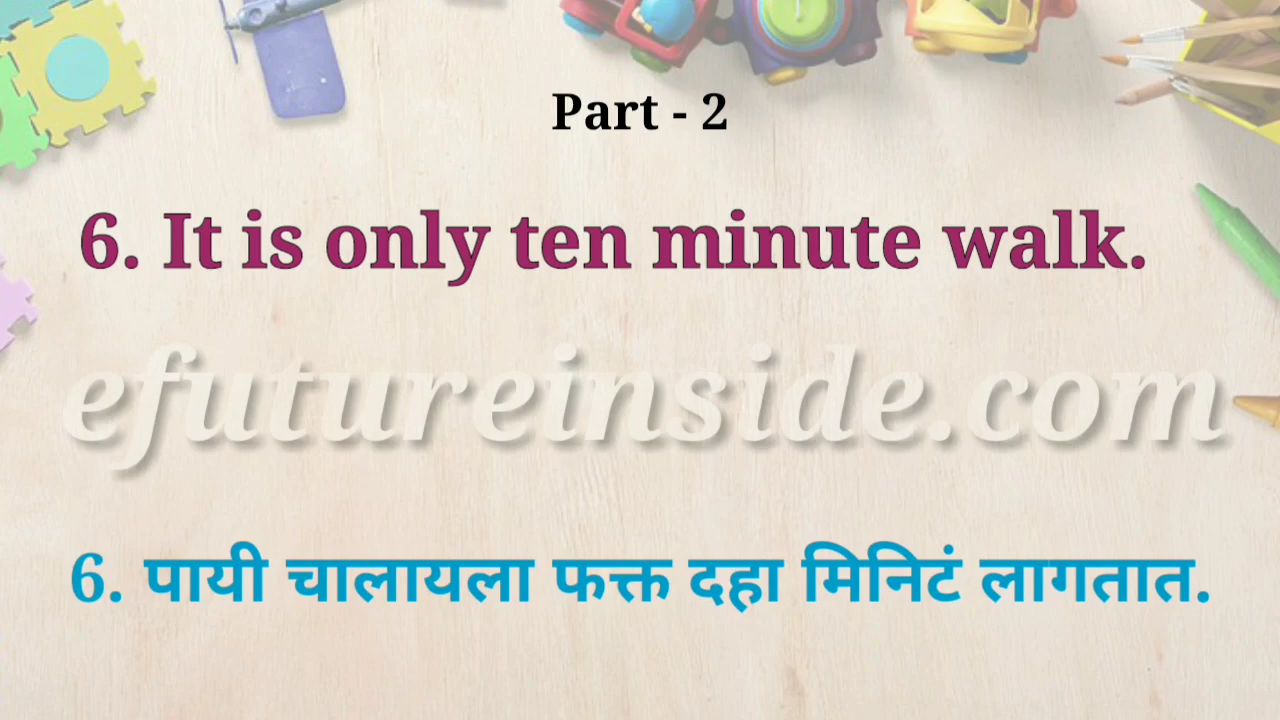 Part - 2
6. It is only ten minute walk.
efutureinside.com
6. पायी चालायला फक्त दहा मिनिटं लागतात.